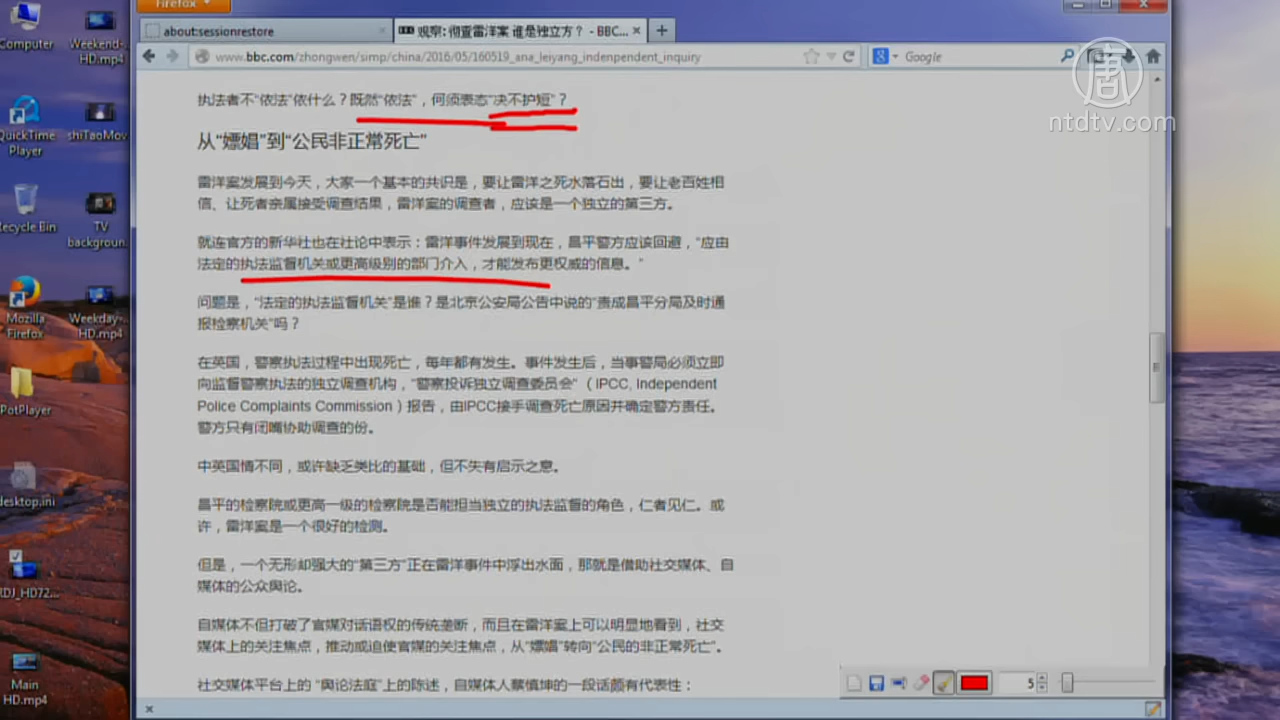 Firefox
Computer
Weekend-
HD.mp4
about:sessionrestore
观察: 彻查雷洋案 谁是独立方？ - BBC...
www.bbc.com/zhongwen/simp/china/2016/05/160519_ana_leiyang_indenpendent_inquiry
Google
唐
ntdtv.com
执法者不“依法”依什么？既然“依法”，何须表态“决不护短”？
QuickTime
Player
shiTaoMov
从“嫖娼”到“公民非正常死亡”
雷洋案发展到今天，大家一个基本的共识是，要让雷洋之死水落石出，要让老百姓相
信、让死者亲属接受调查结果，雷洋案的调查者，应该是一个独立的第三方。
Recycle Bin
TV
backgroun...
就连官方的新华社也在社论中表示：雷洋事件发展到现在，昌平警方应该回避，“应由
法定的执法监督机关或更高级别的部门介入，才能发布更权威的信息。”
Mozilla
Firefox
Weekday-...
HD.mp4
问题是，“法定的执法监督机关”是谁？是北京公安局公告中说的“责成昌平分局及时通
报检察机关”吗？
在英国，警察执法过程中出现死亡，每年都有发生。事件发生后，当事警局必须立即
向监督警察执法的独立调查机构，“警察投诉独立调查委员会”（IPCC, Independent
Police Complaints Commission）报告，由IPCC接手调查死亡原因并确定警方责任。
警方只有闭嘴协助调查的份。
PotPlayer
中英国情不同，或许缺乏类比的基础，但不失有启示之意。
desktop.ini
昌平的检察院或更高一级的检察院是否能担当独立的执法监督的角色，仁者见仁。或
许，雷洋案是一个很好的检测。
但是，一个无形却强大的“第三方”正在雷洋事件中浮出水面，那就是借助社交媒体、自
媒体的公众舆论。
RDJ_HD72...
自媒体不但打破了官媒对话语权的传统垄断，而且在雷洋案上可以明显地看到，社交
媒体上的关注焦点，推动或迫使官媒的关注焦点，从“嫖娼”转向“公民的非正常死亡”。
社交媒体平台上的 “舆论法庭”上的陈述，自媒体人蔡慎坤的一段话颇有代表性：
Main
HD.mp4
5